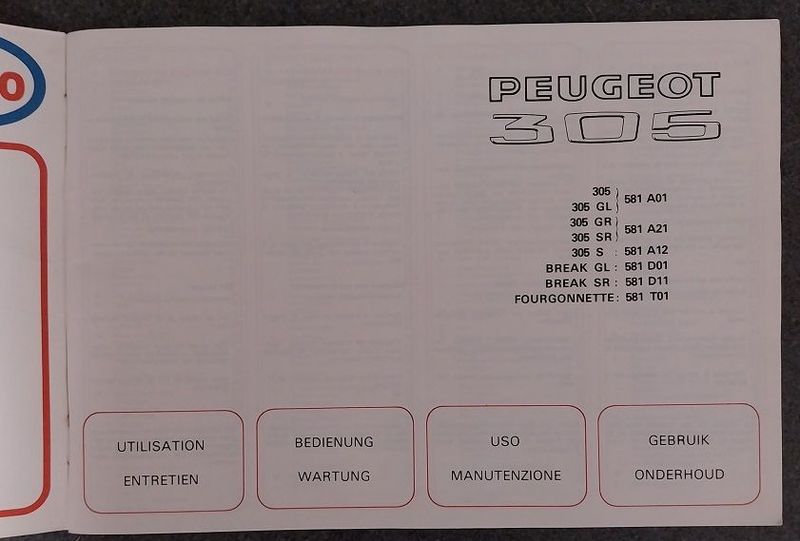 O
PEUGEOT
305
305
305 GL } 581 A01
305 GR
305 SR } 581 A21
305 S : 581 A12
BREAK GL : 581 D01
BREAK SR : 581 D11
FOURGONNETTE : 581 T01
UTILISATION
ENTRETIEN
BEDIENUNG
WARTUNG
USO
MANUTENZIONE
GEBRUIK
ONDERHOUD